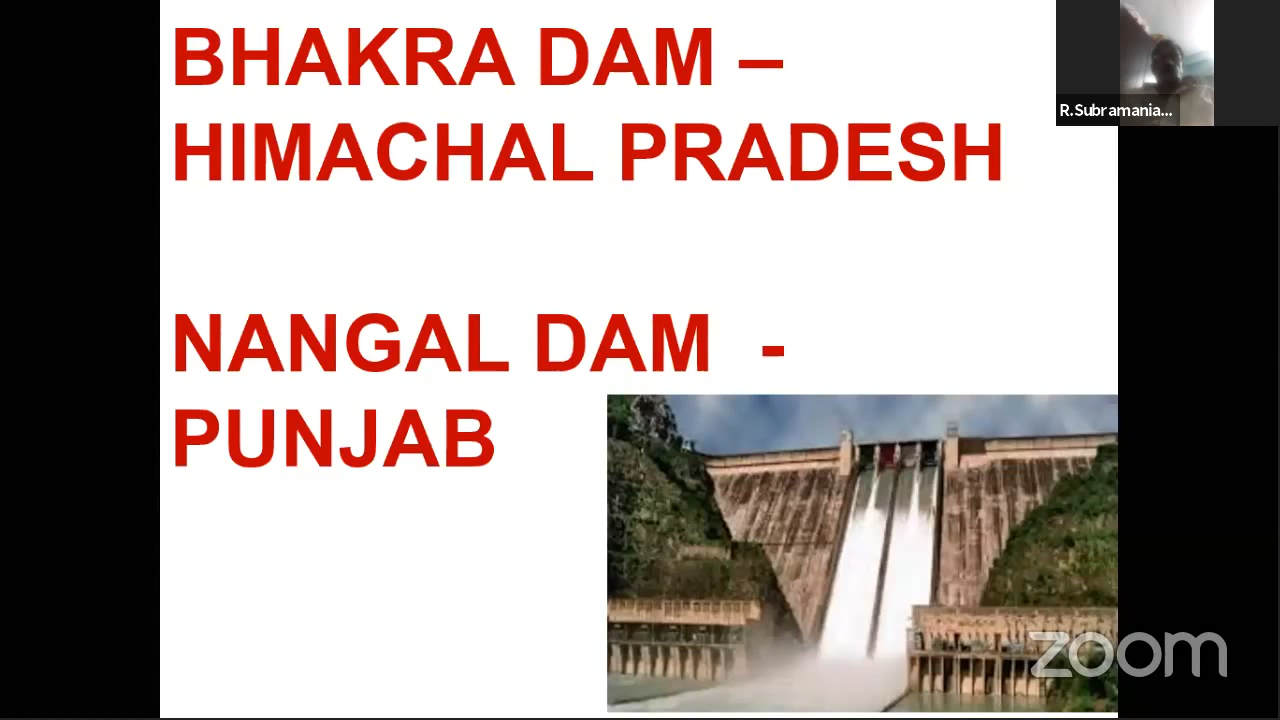 BHAKRA DAM –
HIMACHAL PRADESH
NANGAL DAM -
PUNJAB
R.Subramania...
zoom